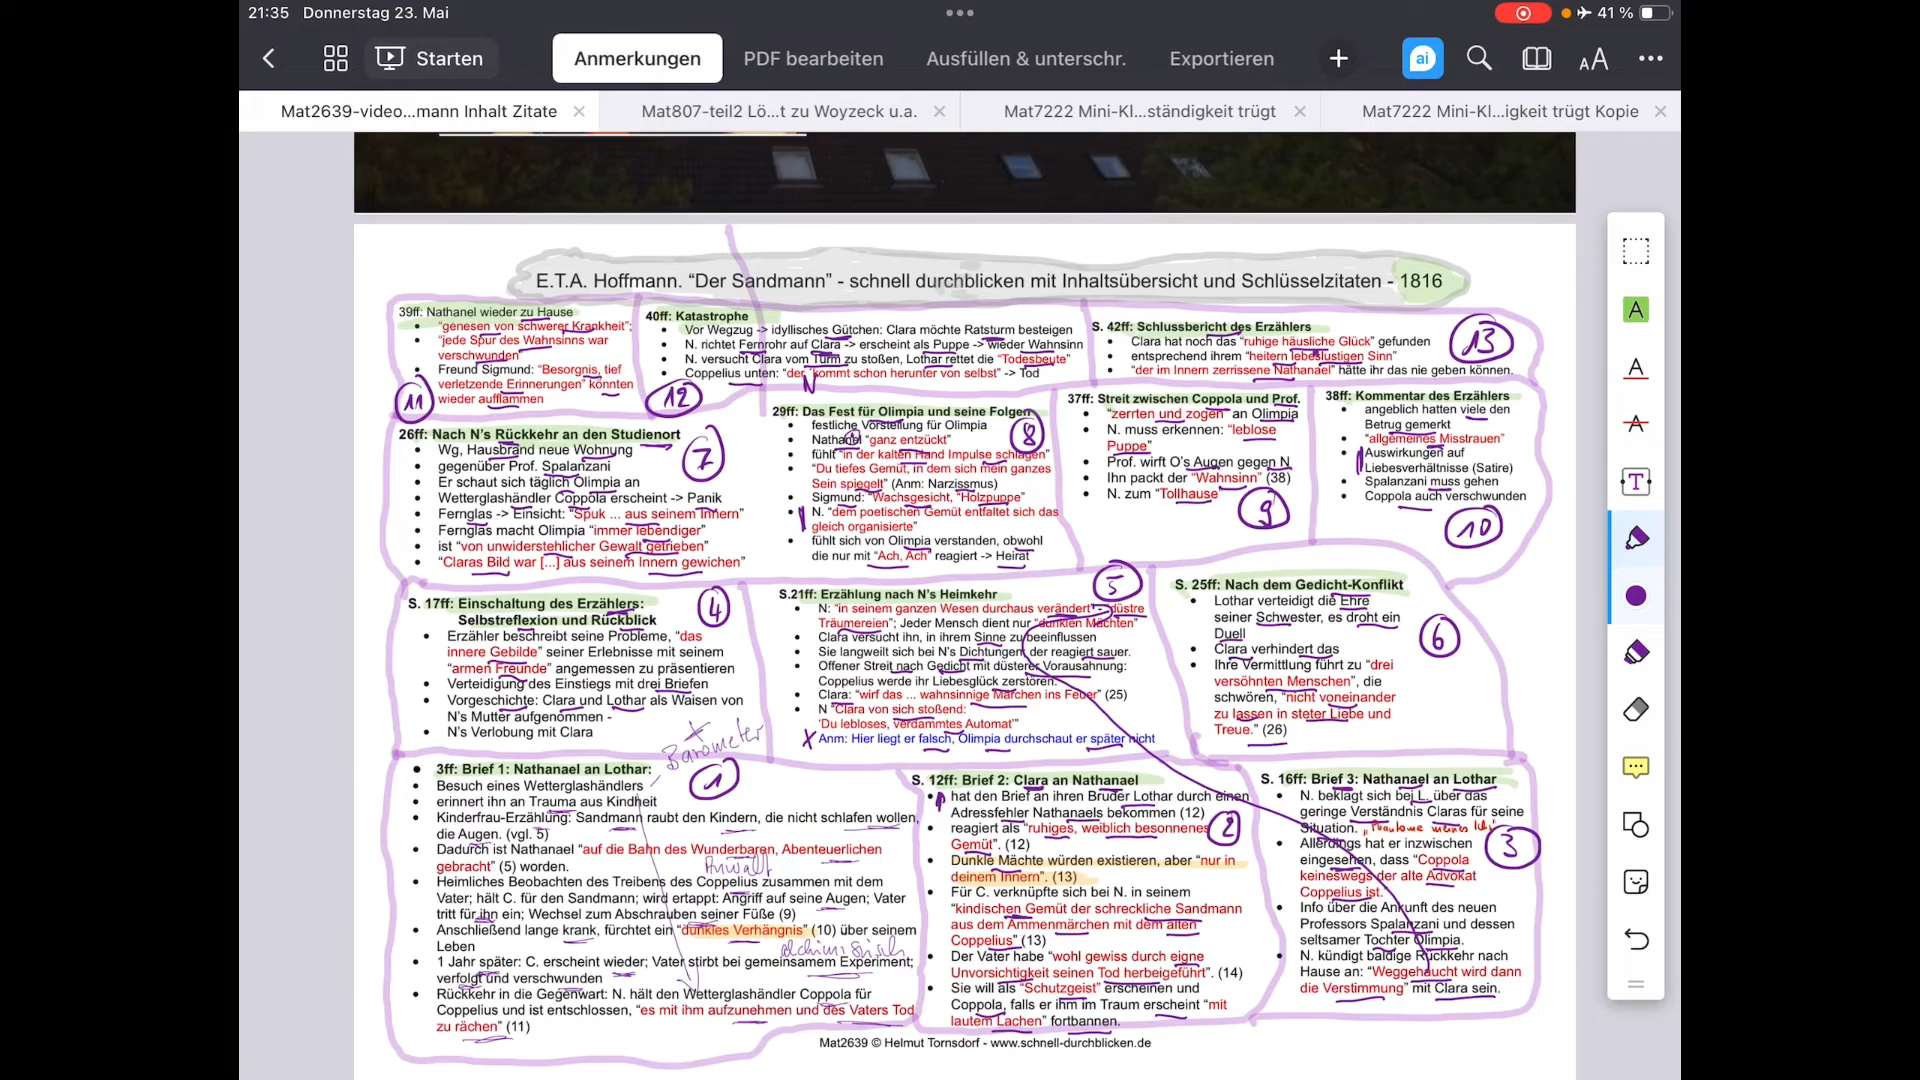 21:35 Donnerstag 23. Mai
41 %
Starten
Anmerkungen
PDF bearbeiten
Ausfüllen & unterschr.
Exportieren
ai
AA
Mat2639-video...mann Inhalt Zitate
Mat807-teil2 Lö...t zu Woyzeck u.a.
Mat7222 Mini-Kl...ständigkeit trügt
Mat7222 Mini-Kl...igkeit trügt Kopie
E.T.A. Hoffmann. “Der Sandmann” - schnell durchblicken mit Inhaltsübersicht und Schlüsselzitaten - 1816
39ff: Nathanel wieder zu Hause
“genesen von schwerer Krankheit”;
“jede Spur des Wahnsinns war
verschwunden”
Freund Sigmund: “Besorgnis, tief
verletzende Erinnerungen” könnten
wieder aufflammen
11
40ff: Katastrophe
Vor Wegzug -> idyllisches Gütchen: Clara möchte Ratsturm besteigen
N. richtet Fernrohr auf Clara -> erscheint als Puppe -> wieder Wahnsinn
N. versucht Clara vom Turm zu stoßen, Lothar rettet die “Todesbeute”
Coppelius unten: “der kommt schon herunter von selbst” -> Tod
N
12
S. 42ff: Schlussbericht des Erzählers
Clara hat noch das “ruhige häusliche Glück” gefunden
entsprechend ihrem “heitern lebeslustigen Sinn”
“der im Innern zerrissene Nathanael” hätte ihr das nie geben können.
13
26ff: Nach N’s Rückkehr an den Studienort
Wg, Hausbrand neue Wohnung
gegenüber Prof. Spalanzani
Er schaut sich täglich Olimpia an
Wetterglashändler Coppola erscheint -> Panik
Fernglas -> Einsicht: “Spuk ... aus seinem Innern”
Fernglas macht Olimpia “immer lebendiger”
ist “von unwiderstehlicher Gewalt getrieben”
“Claras Bild war [...] aus seinem Innern gewichen”
7
29ff: Das Fest für Olimpia und seine Folgen
festliche Vorstellung für Olimpia
Nathanel “ganz entzückt”
fühlt “in der kalten Hand Impulse schlagen”
“Du tiefes Gemüt, in dem sich mein ganzes
Sein spiegelt” (Anm: Narzissmus)
Sigmund: “Wachsgesicht, “Holzpuppe”
N. “dem poetischen Gemüt entfaltet sich das
gleich organisierte”
fühlt sich von Olimpia verstanden, obwohl
die nur mit “Ach, Ach” reagiert -> Heirat
8
37ff: Streit zwischen Coppola und Prof.
“zerrten und zogen” an Olimpia
N. muss erkennen: “leblose
Puppe”
Prof. wirft O’s Augen gegen N
Ihn packt der “Wahnsinn” (38)
N. zum “Tollhause”
9
38ff: Kommentar des Erzählers
angeblich hatten viele den
Betrug gemerkt
“allgemeines Misstrauen”
Auswirkungen auf
Liebesverhältnisse (Satire)
Spalanzani muss gehen
Coppola auch verschwunden
10
S. 17ff: Einschaltung des Erzählers:
Selbstreflexion und Rückblick
Erzähler beschreibt seine Probleme, “das
innere Gebilde” seiner Erlebnisse mit seinem
“armen Freunde” angemessen zu präsentieren
Verteidigung des Einstiegs mit drei Briefen
Vorgeschichte: Clara und Lothar als Waisen von
N’s Mutter aufgenommen -
N’s Verlobung mit Clara
4
S.21ff: Erzählung nach N’s Heimkehr
N: “in seinem ganzen Wesen durchaus verändert” - “düstre
Träumereien”; Jeder Mensch dient nur “dunklen Mächten”
Clara versucht ihn, in ihrem Sinne zu beeinflussen
Sie langweilt sich bei N’s Dichtungen, der reagiert sauer.
Offener Streit nach Gedicht mit düsterer Vorausahnung:
Coppelius werde ihr Liebesglück zerstören.
Clara: “wirf das ... wahnsinnige Märchen ins Feuer” (25)
N “Clara von sich stoßend:
‘Du lebloses, verdammtes Automat’”
Anm: Hier liegt er falsch, Olimpia durchschaut er später nicht
5
S. 25ff: Nach dem Gedicht-Konflikt
Lothar verteidigt die Ehre
seiner Schwester, es droht ein
Duell
Clara verhindert das
Ihre Vermittlung führt zu “drei
versöhnten Menschen”, die
schwören, “nicht voneinander
zu lassen in steter Liebe und
Treue.” (26)
6
Barometer
3ff: Brief 1: Nathanael an Lothar:
Besuch eines Wetterglashändlers
erinnert ihn an Trauma aus Kindheit
Kinderfrau-Erzählung: Sandmann raubt den Kindern, die nicht schlafen wollen,
die Augen. (vgl. 5)
Dadurch ist Nathanael “auf die Bahn des Wunderbaren, Abenteuerlichen
gebracht” (5) worden.
Anwalt
Heimliches Beobachten des Treibens des Coppelius zusammen mit dem
Vater; hält C. für den Sandmann; wird ertappt: Angriff auf seine Augen; Vater
tritt für ihn ein; Wechsel zum Abschrauben seiner Füße (9)
Anschließend lange krank, fürchtet ein “dunkles Verhängnis” (10) über seinem
Leben
alchimistisch
1 Jahr später: C. erscheint wieder; Vater stirbt bei gemeinsamem Experiment;
verfolgt und verschwunden
Rückkehr in die Gegenwart: N. hält den Wetterglashändler Coppola für
Coppelius und ist entschlossen, “es mit ihm aufzunehmen und des Vaters Tod
zu rächen” (11)
1
S. 12ff: Brief 2: Clara an Nathanael
hat den Brief an ihren Bruder Lothar durch einen
Adressfehler Nathanaels bekommen (12)
reagiert als “ruhiges, weiblich besonnenes
Gemüt”. (12)
Dunkle Mächte würden existieren, aber “nur in
deinem Innern”. (13)
Für C. verknüpfte sich bei N. in seinem
“kindischen Gemüt der schreckliche Sandmann
aus dem Ammenmärchen mit dem alten
Coppelius” (13)
Der Vater habe “wohl gewiss durch eigne
Unvorsichtigkeit seinen Tod herbeigeführt”. (14)
Sie will als “Schutzgeist” erscheinen und
Coppola, falls er ihm im Traum erscheint “mit
lautem Lachen” fortbannen.
2
S. 16ff: Brief 3: Nathanael an Lothar
N. beklagt sich bei L. über das
geringe Verständnis Claras für seine
Situation. „Phantome meines Ichs“
Allerdings hat er inzwischen
eingesehen, dass “Coppola
keineswegs der alte Advokat
Coppelius ist.”
Info über die Ankunft des neuen
Professors Spalanzani und dessen
seltsamer Tochter Olimpia.
N. kündigt baldige Rückkehr nach
Hause an: “Weggehaucht wird dann
die Verstimmung” mit Clara sein.
3
Mat2639 © Helmut Tornsdorf - www.schnell-durchblicken.de